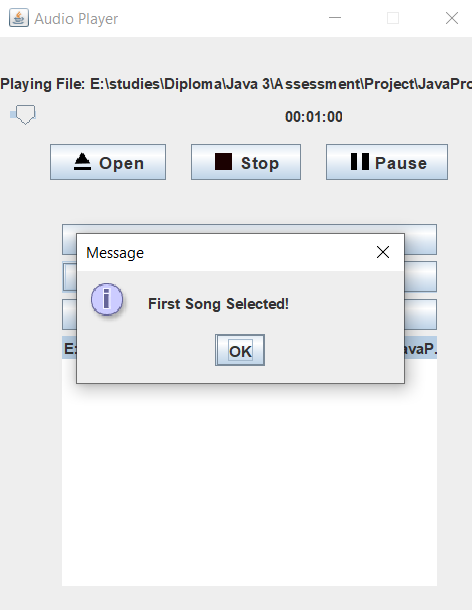 Audio Player
Playing File: E:\studies\Diploma\Java 3\Assessment\Project\JavaPro
00:01:00
Open Stop Pause
Message
First Song Selected!
OK
E: avaP.